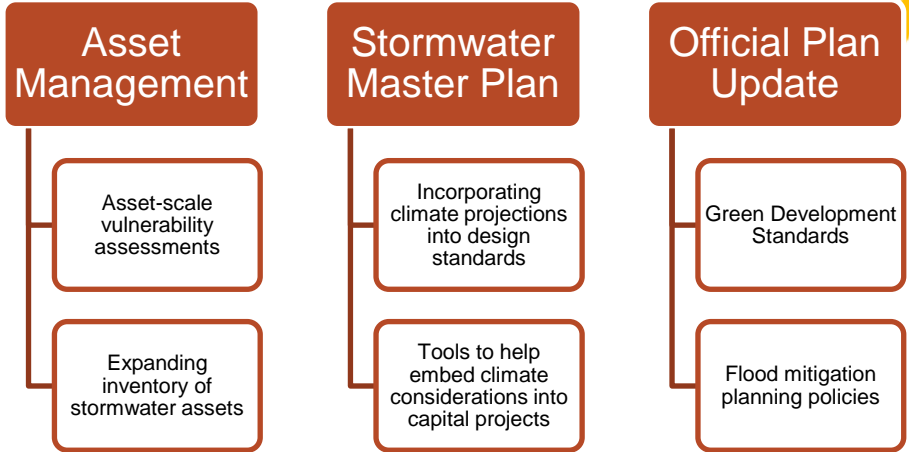 Asset
Management
Asset-scale
vulnerability
assessments
Expanding
inventory of
stormwater assets
Stormwater
Master Plan
Incorporating
climate projections
into design
standards
Tools to help
embed climate
considerations into
capital projects
Official Plan
Update
Green Development
Standards
Flood mitigation
planning policies